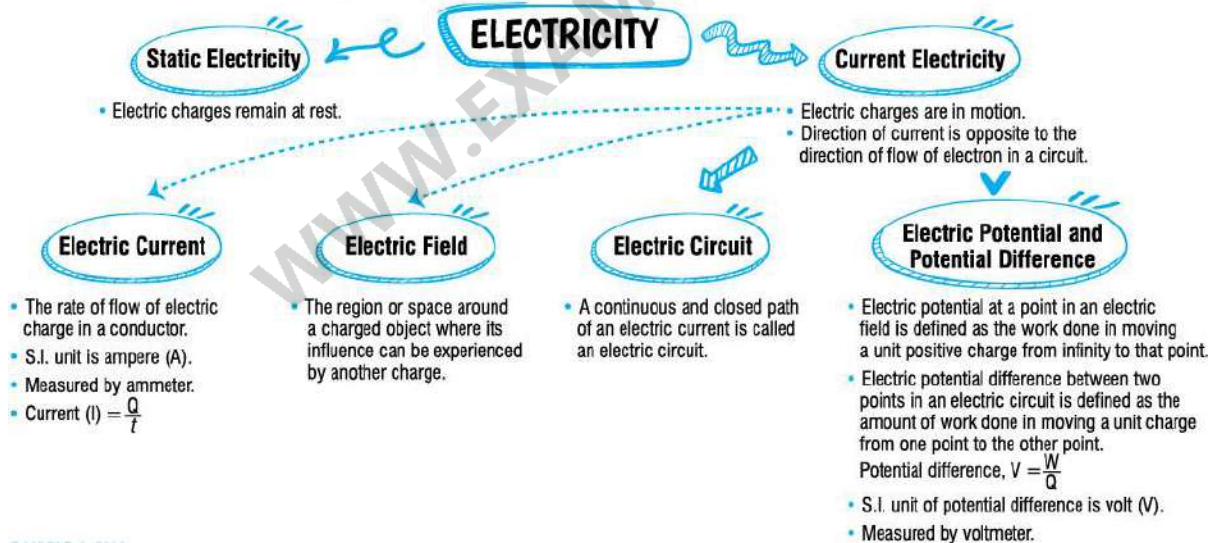 ELECTRICITY
Static Electricity
• Electric charges remain at rest.
Current Electricity
• Electric charges are in motion.
• Direction of current is opposite to the
direction of flow of electron in a circuit.
Electric Current
• The rate of flow of electric
charge in a conductor.
• S.I. unit is ampere (A).
• Measured by ammeter.
• Current (I) = Q/t
Electric Field
• The region or space around
a charged object where its
influence can be experienced
by another charge.
Electric Circuit
• A continuous and closed path
of an electric current is called
an electric circuit.
Electric Potential and
Potential Difference
• Electric potential at a point in an electric
field is defined as the work done in moving
a unit positive charge from infinity to that point.
• Electric potential difference between two
points in an electric circuit is defined as the
amount of work done in moving a unit charge
from one point to the other point.
Potential difference, V = W/Q
• S.I. unit of potential difference is volt (V).
• Measured by voltmeter.
WWW.EXAM